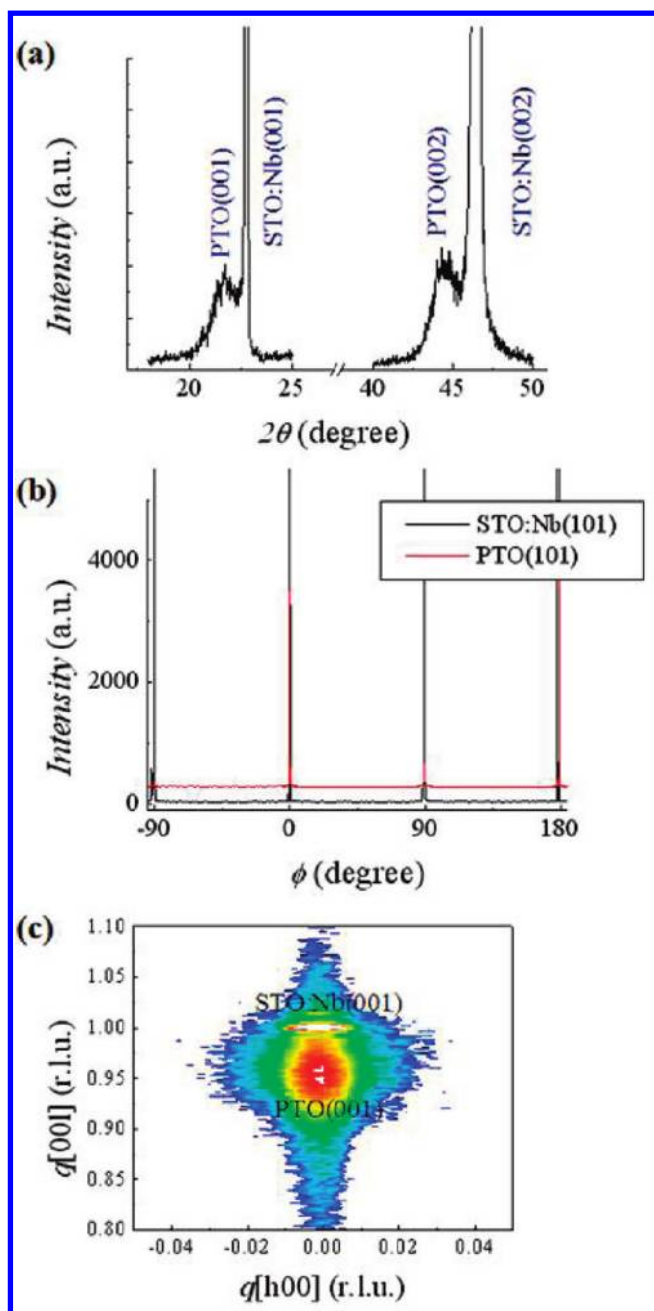 (a)
Intensity (a.u.)
PTO(001)
STO:Nb(001)
PTO(002)
STO:Nb(002)
20 25 40 45 50
2θ (degree)
(b)
STO:Nb(101)
PTO(101)
Intensity (a.u.)
4000
2000
0
-90 0 90 180
ϕ (degree)
(c)
q[00l] (r.l.u.)
1.10
1.05
STO:Nb(001)
1.00
0.95
PTO(001)
0.90
0.85
0.80
-0.04 -0.02 0.00 0.02 0.04
q[h00] (r.l.u.)